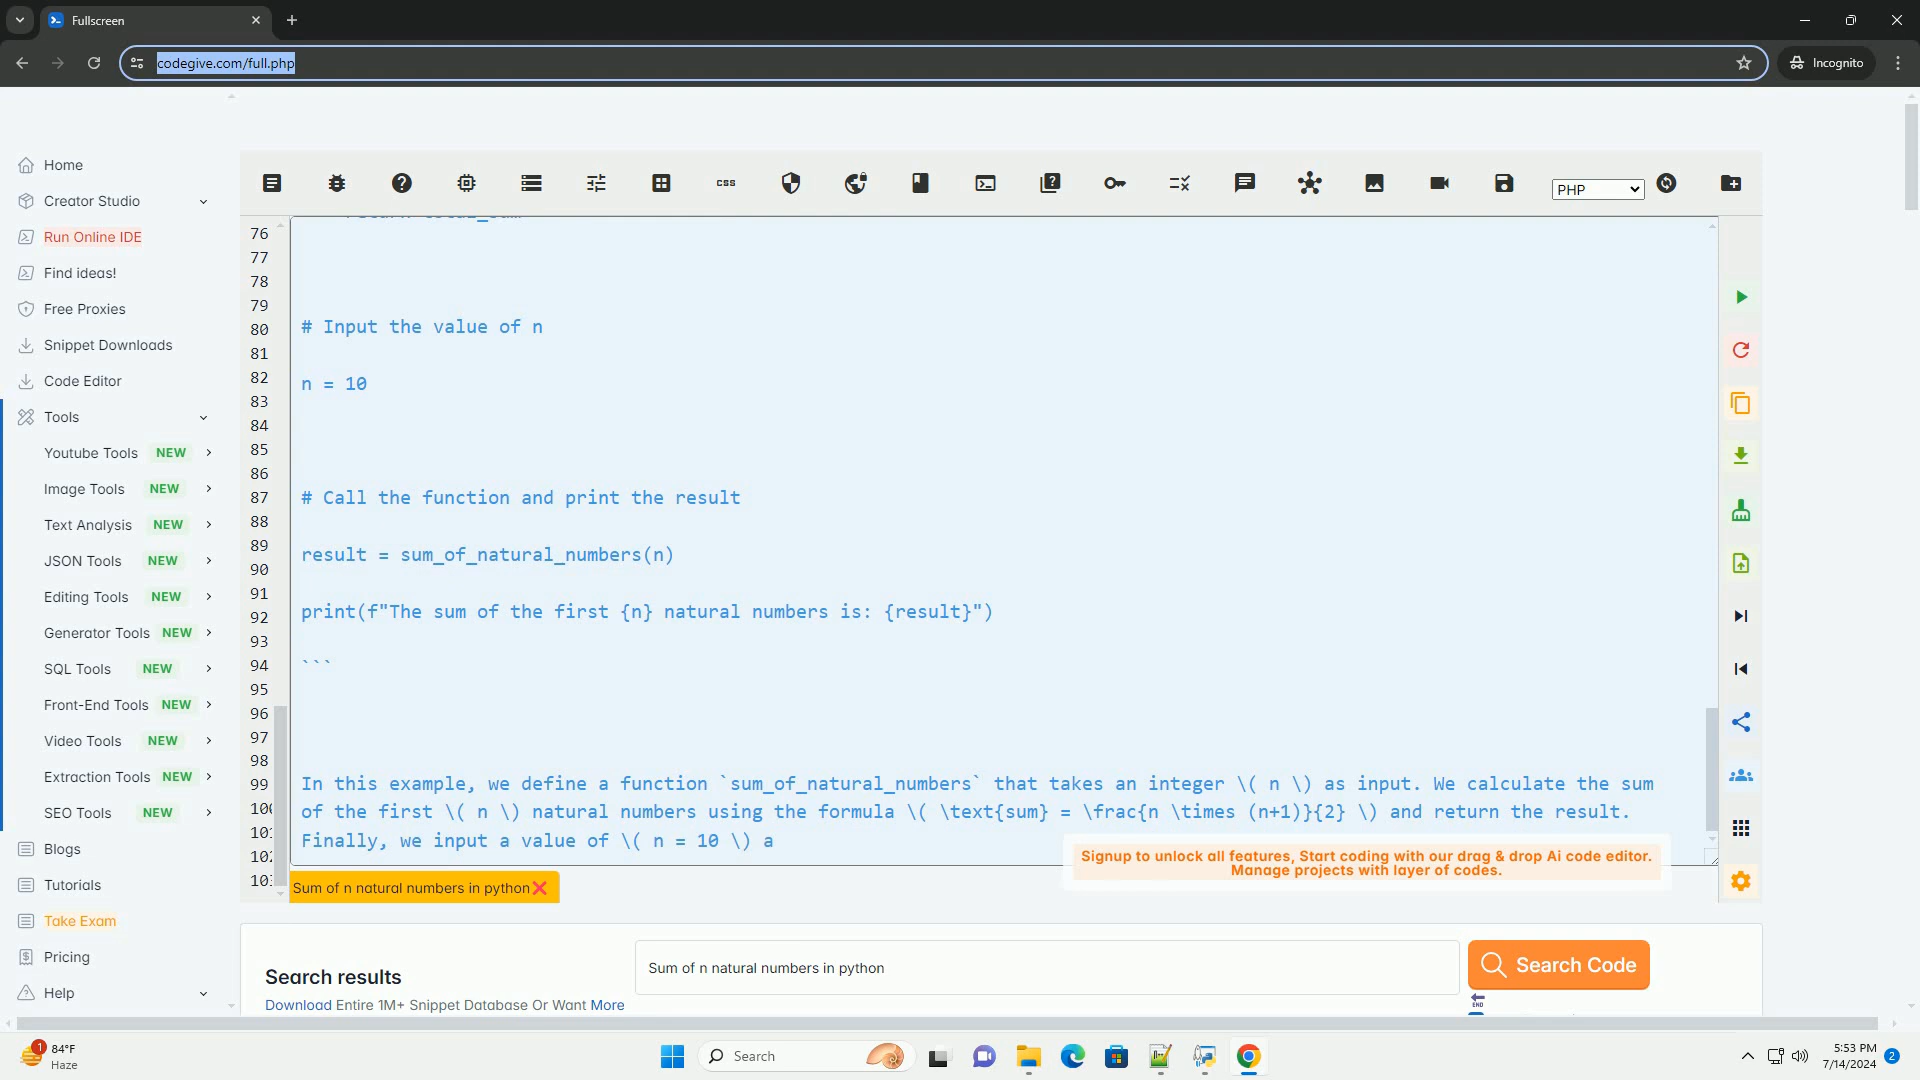 Fullscreen
codegive.com/full.php
Incognito
Home
Creator Studio
Run Online IDE
Find ideas!
Free Proxies
Snippet Downloads
Code Editor
Tools
Youtube Tools NEW
Image Tools NEW
Text Analysis NEW
JSON Tools NEW
Editing Tools NEW
Generator Tools NEW
SQL Tools NEW
Front-End Tools NEW
Video Tools NEW
Extraction Tools NEW
SEO Tools NEW
Blogs
Tutorials
Take Exam
Pricing
Help
css
PHP
76
77
78
79
80 # Input the value of n
81
82 n = 10
83
84
85
86
87 # Call the function and print the result
88
89
90 result = sum_of_natural_numbers(n)
91
92 print(f"The sum of the first {n} natural numbers is: {result}")
93
94 ```
95
96
97
98
99 In this example, we define a function `sum_of_natural_numbers` that takes an integer \( n \) as input. We calculate the sum
of the first \( n \) natural numbers using the formula \( \text{sum} = \frac{n \times (n+1)}{2} \) and return the result.
Finally, we input a value of \( n = 10 \) a
Signup to unlock all features, Start coding with our drag & drop Ai code editor.
Manage projects with layer of codes.
Sum of n natural numbers in python
Search results
Sum of n natural numbers in python
Search Code
Download Entire 1M+ Snippet Database Or Want More
END
1
84°F
Haze
Search
5:53 PM
7/14/2024
2